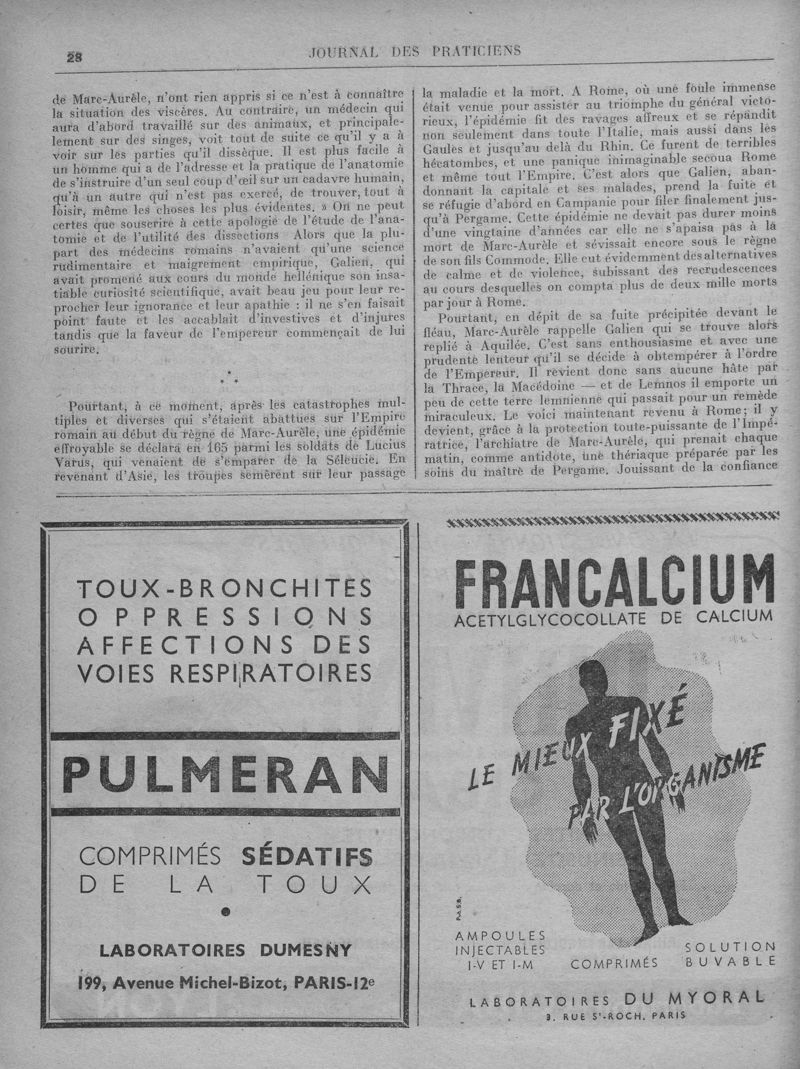 28
JOURNAL DES PRATICIENS
de Marc-Aurèle, n'ont rien appris si ce n'est à connaître
la situation des viscères. Au contraire, un médecin qui
aura d'abord travaillé sur des animaux, et principale-
lement sur des singes, voit tout de suite ce qu'il y a à
voir sur les parties qu'il dissèque. Il est plus facile à
un homme qui a de l'adresse et la pratique de l'anatomie
de s'instruire d'un seul coup d'œil sur un cadavre humain,
qu'à un autre qui n'est pas exercé, de trouver, tout à
loisir, même les choses les plus évidentes. » On ne peut
certes que souscrire à cette apologie de l'étude de l'ana-
tomie et de l'utilité des dissections Alors que la plu-
part des médecins romains n'avaient qu'une science
rudimentaire et maigrement empirique, Galien, qui
avait promené aux cours du monde hellénique son insa-
tiable curiosité scientifique, avait beau jeu pour leur re-
procher leur ignorance et leur apathie : il ne s'en faisait
point faute et les accablait d'investives et d'injures
tandis que la faveur de l'empereur commençait de lui
sourire.
* * *
Pourtant, à ce moment, après les catastrophes mul-
tiples et diverses qui s'étaient abattues sur l'Empire
romain au début du règne de Marc-Aurèle, une épidémie
effroyable se déclara en 165 parmi les soldats de Lucius
Varus, qui venaient de s'emparer de la Séleucie. En
revenant d'Asie, les troupes semèrent sur leur passage
la maladie et la mort. A Rome, où une foule immense
était venue pour assister au triomphe du général victo-
rieux, l'épidémie fit des ravages affreux et se répandit
non seulement dans toute l'Italie, mais aussi dans les
Gaules et jusqu'au delà du Rhin. Ce furent de terribles
hécatombes, et une panique inimaginable secoua Rome
et même tout l'Empire. C'est alors que Galien, aban-
donnant la capitale et ses malades, prend la fuite et
se réfugie d'abord en Campanie pour filer finalement jus-
qu'à Pergame. Cette épidémie ne devait pas durer moins
d'une vingtaine d'années car elle ne s'apaisa pas à la
mort de Marc-Aurèle et sévissait encore sous le règne
de son fils Commode. Elle eut évidemment des alternatives
de calme et de violence, subissant des recrudescences
au cours desquelles on compta plus de deux mille morts
par jour à Rome.
Pourtant, en dépit de sa fuite précipitée devant le
fléau, Marc-Aurèle rappelle Galien qui se trouve alors
replié à Aquilée. C'est sans enthousiasme et avec une
prudente lenteur qu'il se décide à obtempérer à l'ordre
de l'Empereur. Il revient donc sans aucune hâte par
la Thrace, la Macédoine — et de Lemnos il emporte un
peu de cette terre lemnienne qui passait pour un remède
miraculeux. Le voici maintenant revenu à Rome; il y
devient, grâce à la protection toute-puissante de l'Impé-
ratrice, l'archiatre de Marc-Aurèle, qui prenait chaque
matin, comme antidote, une thériaque préparée par les
soins du maître de Pergame. Jouissant de la confiance
TOUX-BRONCHITES
OPPRESSIONS
AFFECTIONS DES
VOIES RESPIRATOIRES
PULMERAN
COMPRIMÉS SÉDATIFS
DE LA TOUX
LABORATOIRES DUMESNY
199, Avenue Michel-Bizot, PARIS-12e
FRANCALCIUM
ACETYLGLYCOCOLLATE DE CALCIUM
LE MIEUX FIXÉ
PAR L'ORGANISME
AMPOULES
INJECTABLES
I-V ET I-M
COMPRIMÉS
SOLUTION
BUVABLE
LABORATOIRES DU MYORAL
3, RUE St-ROCH, PARIS